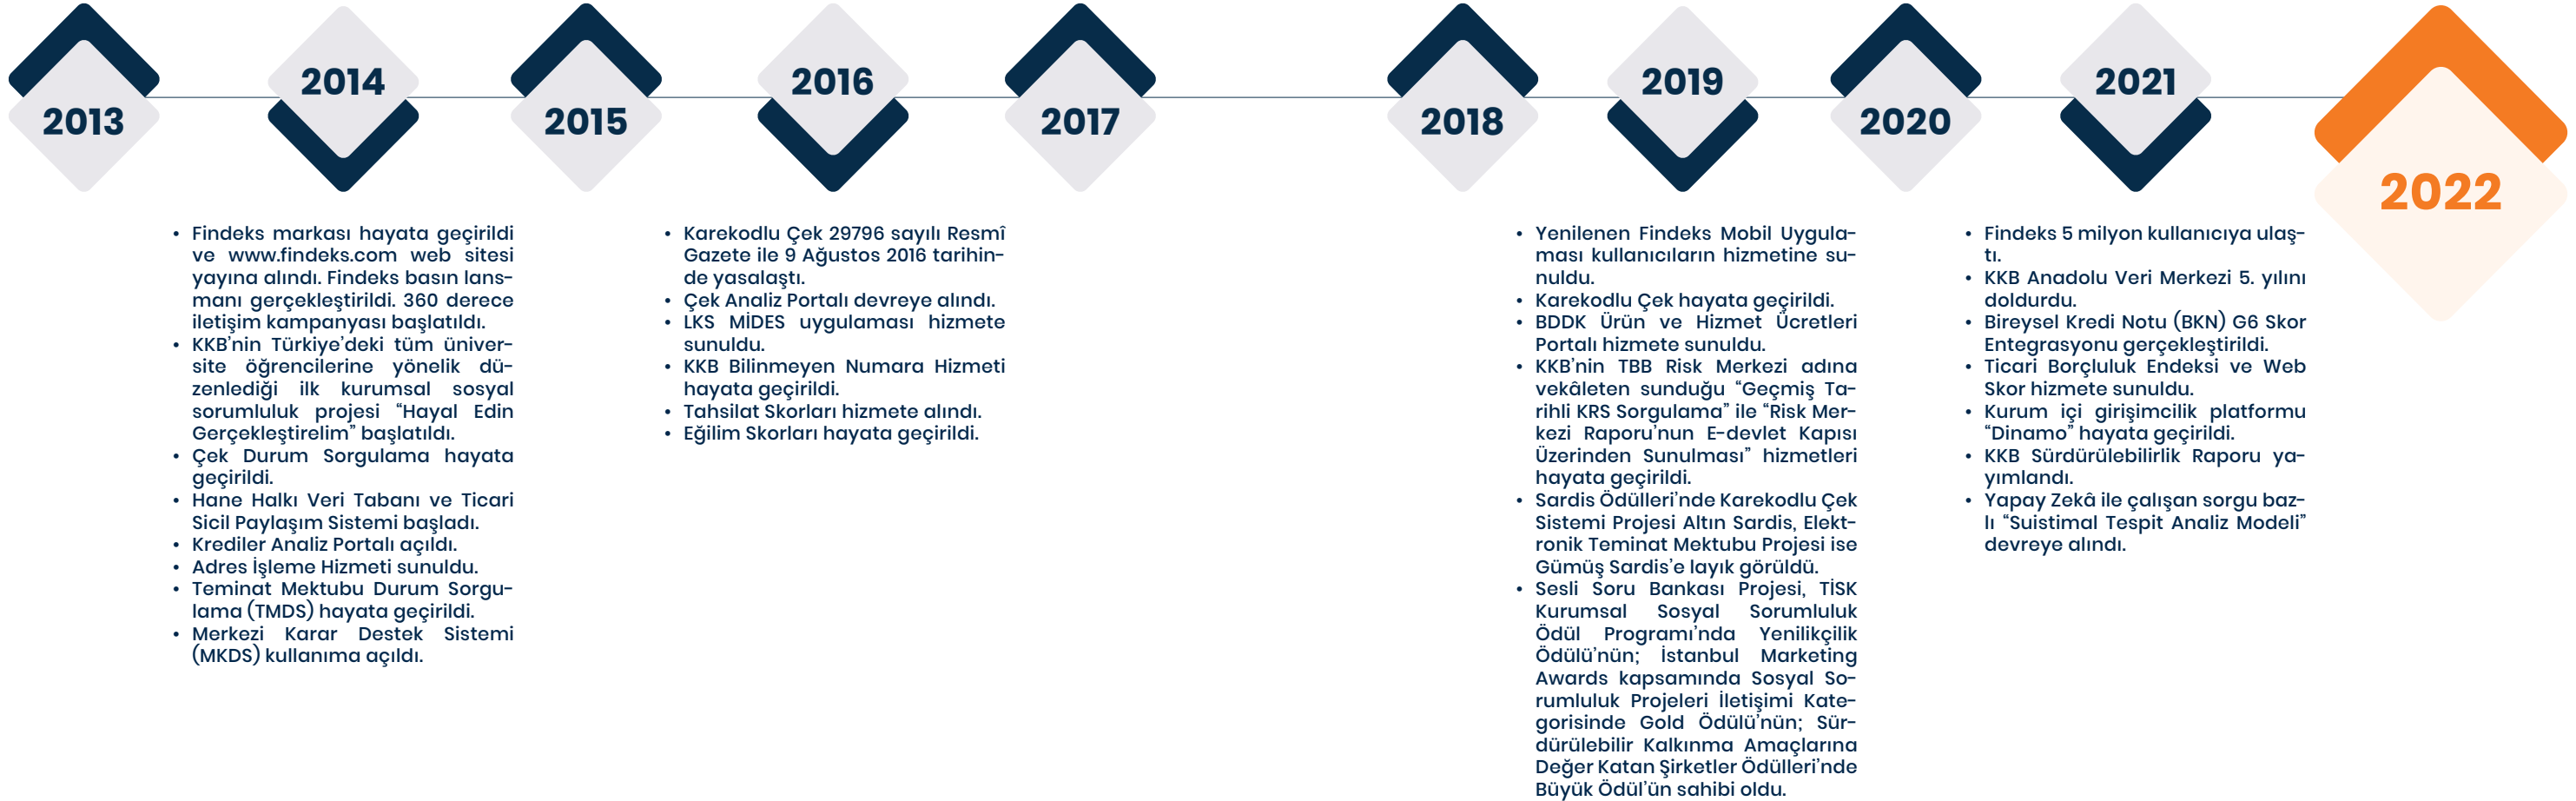 2013
2014
2015
2016
2017
2018
2019
2020
2021
2022
• Findeks markası hayata geçirildi
ve www.findeks.com web sitesi
yayına alındı. Findeks basın lans-
manı gerçekleştirildi. 360 derece
iletişim kampanyası başlatıldı.
• KKB’nin Türkiye’deki tüm üniver-
site öğrencilerine yönelik dü-
zenlediği ilk kurumsal sosyal
sorumluluk projesi “Hayal Edin
Gerçekleştirelim” başlatıldı.
• Çek Durum Sorgulama hayata
geçirildi.
• Hane Halkı Veri Tabanı ve Ticari
Sicil Paylaşım Sistemi başladı.
• Krediler Analiz Portalı açıldı.
• Adres İşleme Hizmeti sunuldu.
• Teminat Mektubu Durum Sorgu-
lama (TMDS) hayata geçirildi.
• Merkezi Karar Destek Sistemi
(MKDS) kullanıma açıldı.
• Karekodlu Çek 29796 sayılı Resmî
Gazete ile 9 Ağustos 2016 tarihin-
de yasalaştı.
• Çek Analiz Portalı devreye alındı.
• LKS MİDES uygulaması hizmete
sunuldu.
• KKB Bilinmeyen Numara Hizmeti
hayata geçirildi.
• Tahsilat Skorları hizmete alındı.
• Eğilim Skorları hayata geçirildi.
• Yenilenen Findeks Mobil Uygula-
ması kullanıcıların hizmetine su-
nuldu.
• Karekodlu Çek hayata geçirildi.
• BDDK Ürün ve Hizmet Ücretleri
Portalı hizmete sunuldu.
• KKB’nin TBB Risk Merkezi adına
vekâleten sunduğu “Geçmiş Ta-
rihli KRS Sorgulama” ile “Risk Mer-
kezi Raporu’nun E-devlet Kapısı
Üzerinden Sunulması” hizmetleri
hayata geçirildi.
• Sardis Ödülleri’nde Karekodlu Çek
Sistemi Projesi Altın Sardis, Elekt-
ronik Teminat Mektubu Projesi ise
Gümüş Sardis’e layık görüldü.
• Sesli Soru Bankası Projesi, TİSK
Kurumsal Sosyal Sorumluluk
Ödül Programı’nda Yenilikçilik
Ödülü’nün; İstanbul Marketing
Awards kapsamında Sosyal So-
rumluluk Projeleri İletişimi Kate-
gorisinde Gold Ödülü’nün; Sür-
dürülebilir Kalkınma Amaçlarına
Değer Katan Şirketler Ödülleri’nde
Büyük Ödül’ün sahibi oldu.
• Findeks 5 milyon kullanıcıya ulaş-
tı.
• KKB Anadolu Veri Merkezi 5. yılını
doldurdu.
• Bireysel Kredi Notu (BKN) G6 Skor
Entegrasyonu gerçekleştirildi.
• Ticari Borçluluk Endeksi ve Web
Skor hizmete sunuldu.
• Kurum içi girişimcilik platformu
“Dinamo” hayata geçirildi.
• KKB Sürdürülebilirlik Raporu ya-
yımlandı.
• Yapay Zekâ ile çalışan sorgu baz-
lı “Suistimal Tespit Analiz Modeli”
devreye alındı.